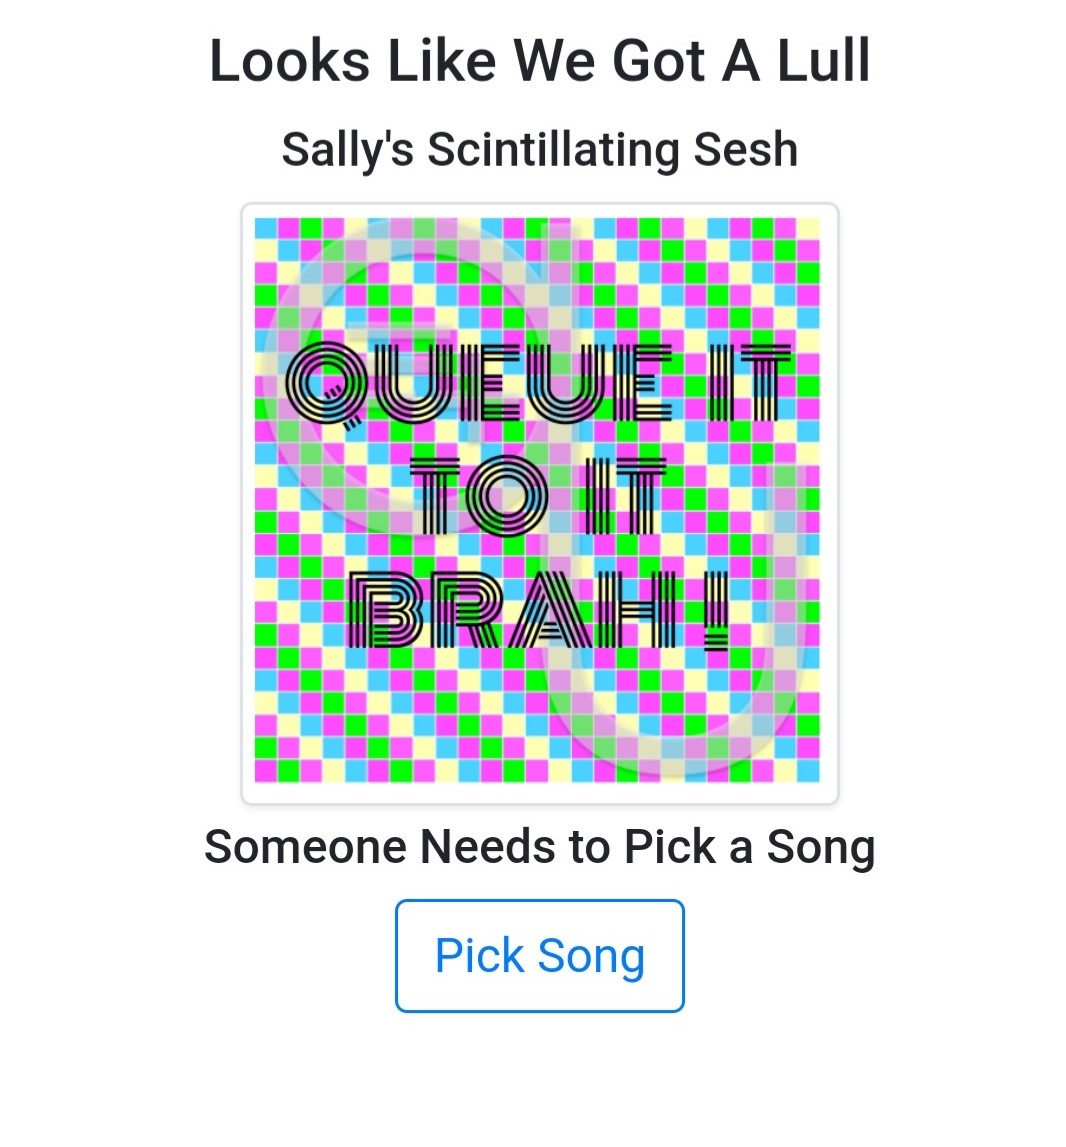 Looks Like We Got A Lull
Sally's Scintillating Sesh
QUEUE IT
TO IT
BRAH!
Someone Needs to Pick a Song
Pick Song